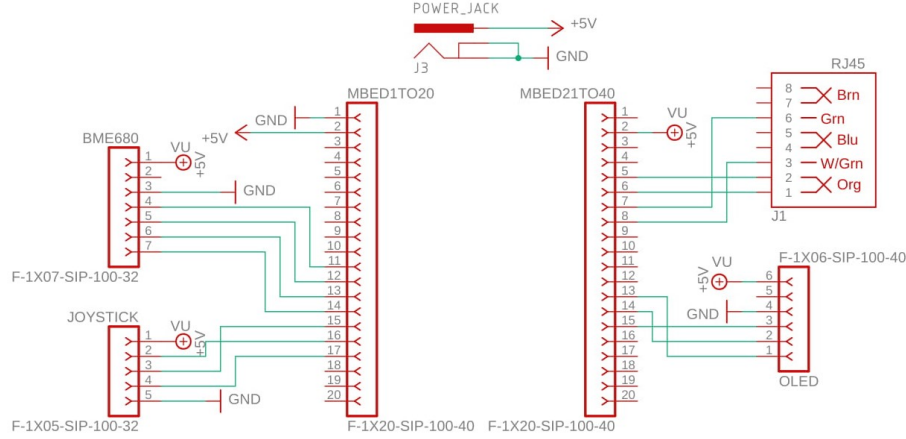 POWER_JACK
+5V
GND
J3
MBED1TO20
GND
+5V
1
2
3
4
5
6
7
8
9
10
11
12
13
14
15
16
17
18
19
20
F-1X20-SIP-100-40
BME680
VU
+5V
GND
1
2
3
4
5
6
7
F-1X07-SIP-100-32
JOYSTICK
VU
+5V
GND
1
2
3
4
5
F-1X05-SIP-100-32
MBED21TO40
VU
+5V
1
2
3
4
5
6
7
8
9
10
11
12
13
14
15
16
17
18
19
20
F-1X20-SIP-100-40
RJ45
8
7 Brn
6 Grn
5
4 Blu
3 W/Grn
2
1 Org
J1
F-1X06-SIP-100-40
VU
+5V
GND
6
5
4
3
2
1
OLED